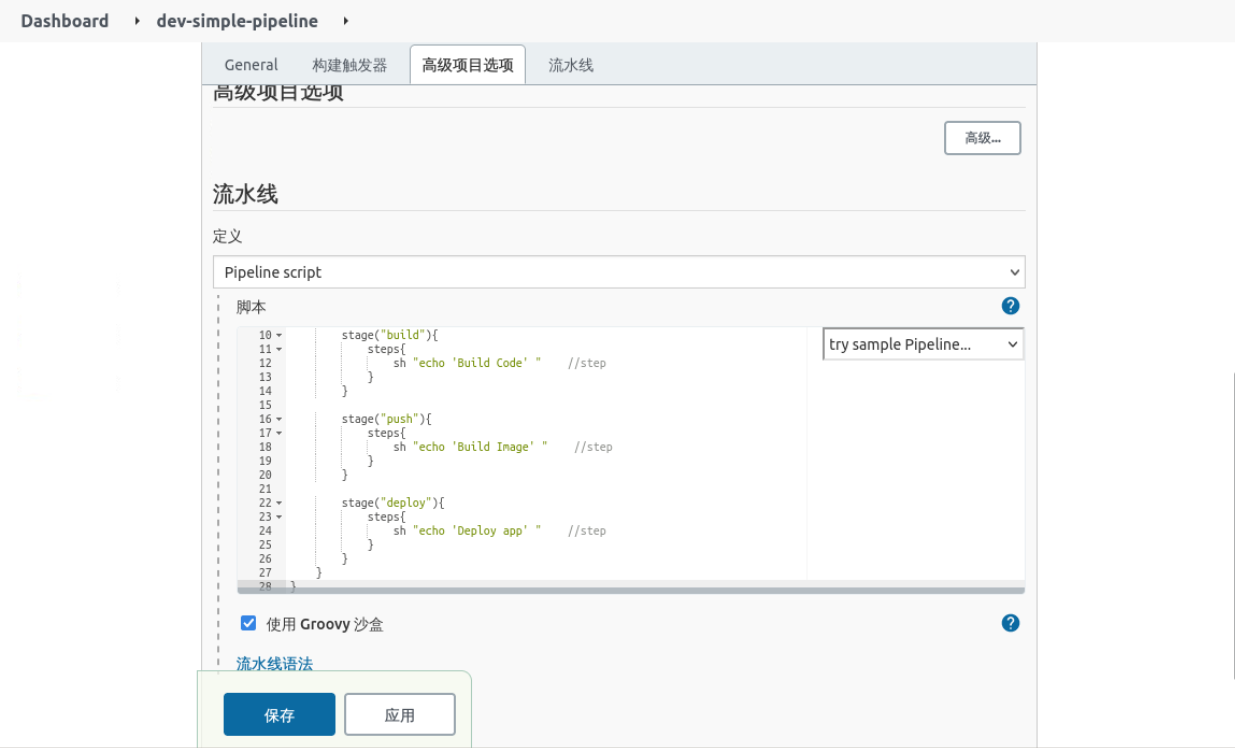 Dashboard ▸ dev-simple-pipeline ▸
General 构建触发器 高级项目选项 流水线
高级项目选项
高级...
流水线
定义
Pipeline script
脚本 ?
try sample Pipeline...
10 stage("build"){
11 steps{
12 sh "echo 'Build Code' " //step
13 }
14 }
15
16 stage("push"){
17 steps{
18 sh "echo 'Build Image' " //step
19 }
20 }
21
22 stage("deploy"){
23 steps{
24 sh "echo 'Deploy app' " //step
25 }
26 }
27 }
28 }
使用 Groovy 沙盒 ?
流水线语法
保存 应用